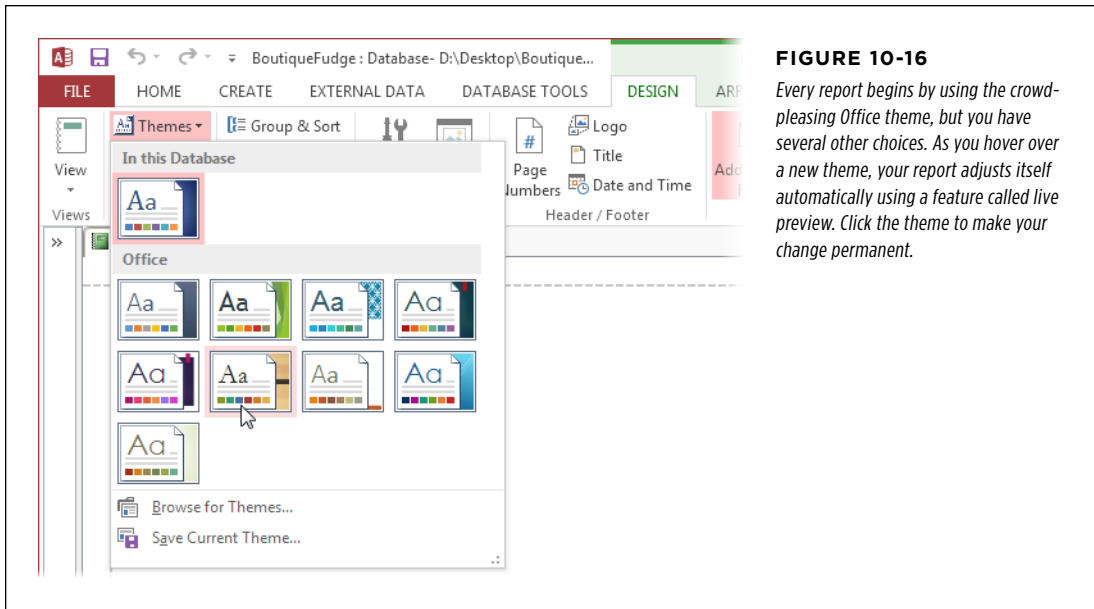 BoutiqueFudge : Database- D:\Desktop\Boutique...
FILE HOME CREATE EXTERNAL DATA DATABASE TOOLS DESIGN
Themes
Group & Sort
View
Views
In this Database
Aa
Office
Aa Aa Aa Aa
Aa Aa Aa Aa
Aa
Browse for Themes...
Save Current Theme...
#
Page
Logo
Title
Date and Time
Header / Footer
FIGURE 10-16
Every report begins by using the crowd-
pleasing Office theme, but you have
several other choices. As you hover over
a new theme, your report adjusts itself
automatically using a feature called live
preview. Click the theme to make your
change permanent.